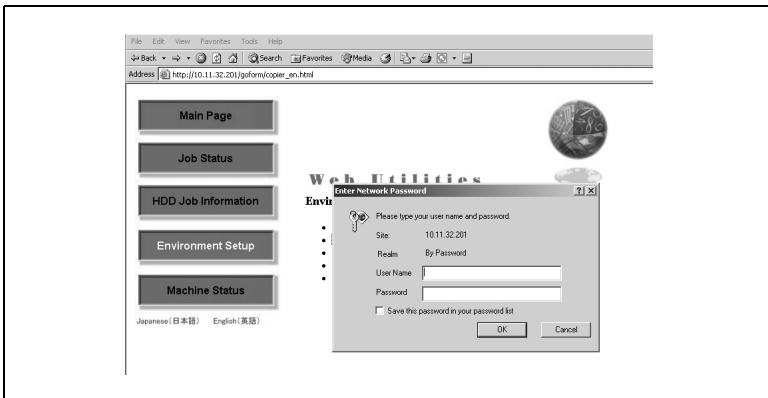 File Edit View Favorites Tools Help
Back Search Favorites Media
Address http://10.11.32.201/goform/copier_en.html
Main Page
Job Status
HDD Job Information
Environment Setup
Machine Status
Japanese(日本語) English(英語)
Web Utilities
Envir
Enter Network Password
Please type your user name and password.
Site: 10.11.32.201
Realm By Password
User Name
Password
Save this password in your password list
OK Cancel